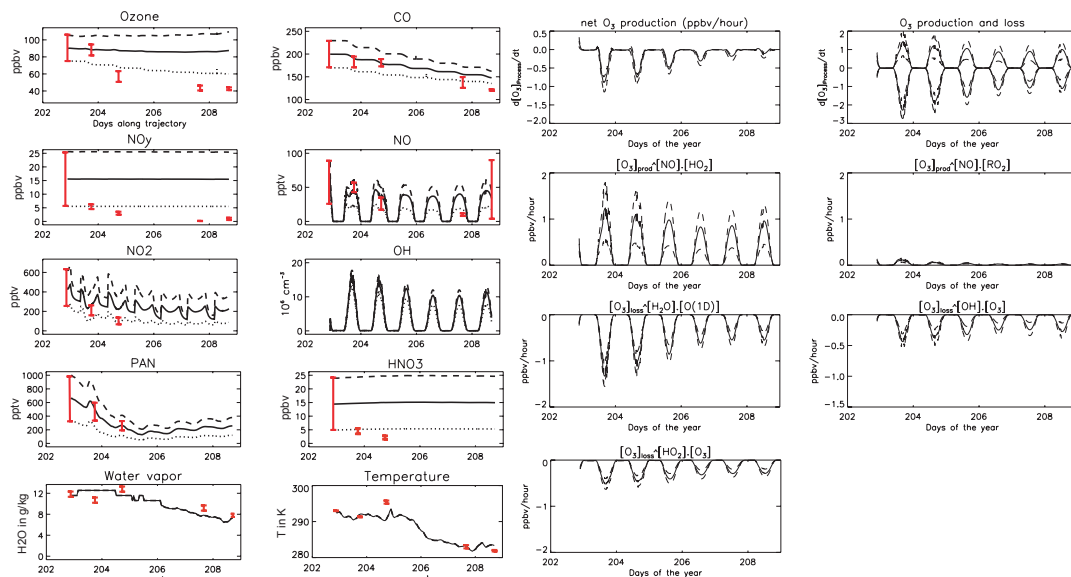 Ozone
ppbv
100
80
60
40
202 204 206 208
Days along trajectory
CO
ppbv
250
200
150
100
202 204 206 208
NOy
ppbv
25
20
15
10
5
0
202 204 206 208
NO
pptv
100
50
0
202 204 206 208
NO2
pptv
600
400
200
0
202 204 206 208
OH
10⁶ cm⁻³
20
15
10
5
0
202 204 206 208
PAN
pptv
1000
800
600
400
200
0
202 204 206 208
HNO3
ppbv
25
20
15
10
5
0
202 204 206 208
Water vapor
H2O in g/kg
12
8
4
0
202 204 206 208
Temperature
T in K
300
290
280
202 204 206 208
net O₃ production (ppbv/hour)
d[O₃]Process/dt
0.5
0.0
−0.5
−1.0
−1.5
−2.0
202 204 206 208
Days of the year
O₃ production and loss
d[O₃]Process/dt
2
1
0
−1
−2
−3
202 204 206 208
Days of the year
[O₃]prod^[NO].[HO₂]
ppbv/hour
2
1
0
202 204 206 208
Days of the year
[O₃]prod^[NO].[RO₂]
ppbv/hour
2
1
0
202 204 206 208
Days of the year
[O₃]loss^[H₂O].[O(1D)]
ppbv/hour
0
−1
−2
202 204 206 208
Days of the year
[O₃]loss^[OH].[O₃]
ppbv/hour
0.0
−0.5
−1.0
−1.5
202 204 206 208
Days of the year
[O₃]loss^[HO₂].[O₃]
ppbv/hour
0
−1
−2
202 204 206 208
Days of the year